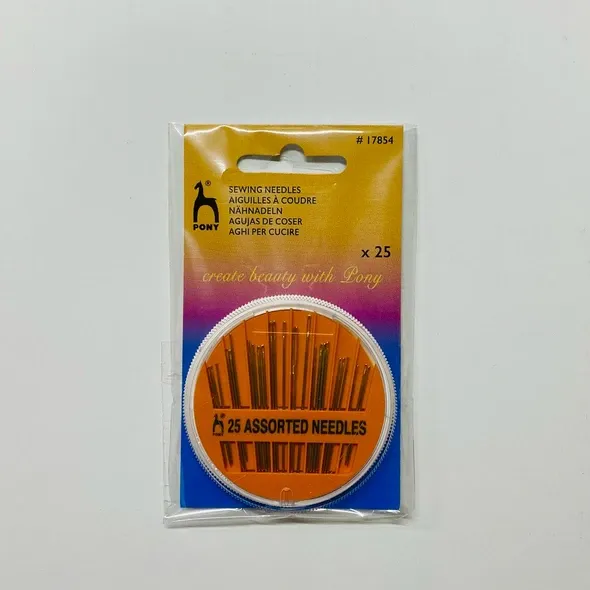 # 17854
SEWING NEEDLES
AIGUILLES À COUDRE
NÄHNADELN
AGUJAS DE COSER
AGHI PER CUCIRE
®
PONY
x 25
create beauty with Pony
25 ASSORTED NEEDLES